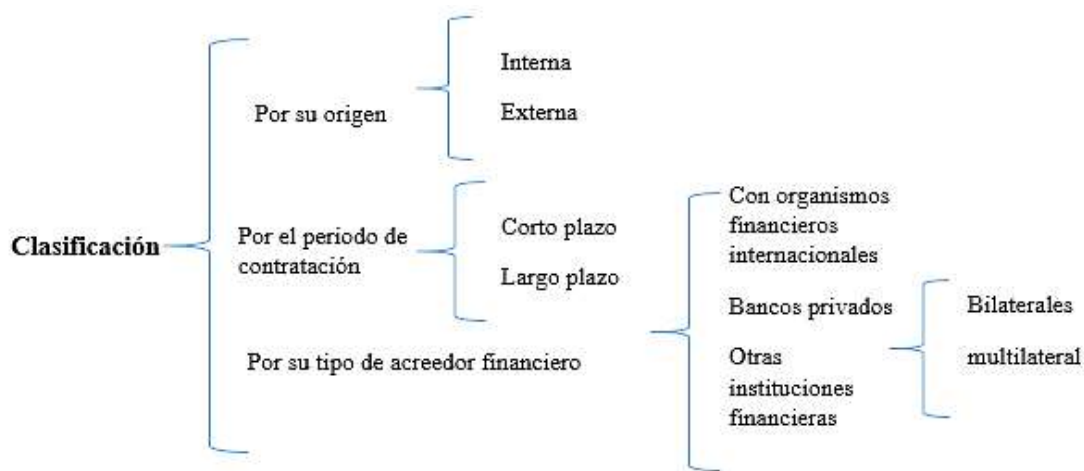 Clasificación
Por su origen
Interna
Externa
Por el periodo de
contratación
Corto plazo
Largo plazo
Por su tipo de acreedor financiero
Con organismos
financieros
internacionales
Bancos privados
Otras
instituciones
financieras
Bilaterales
multilateral